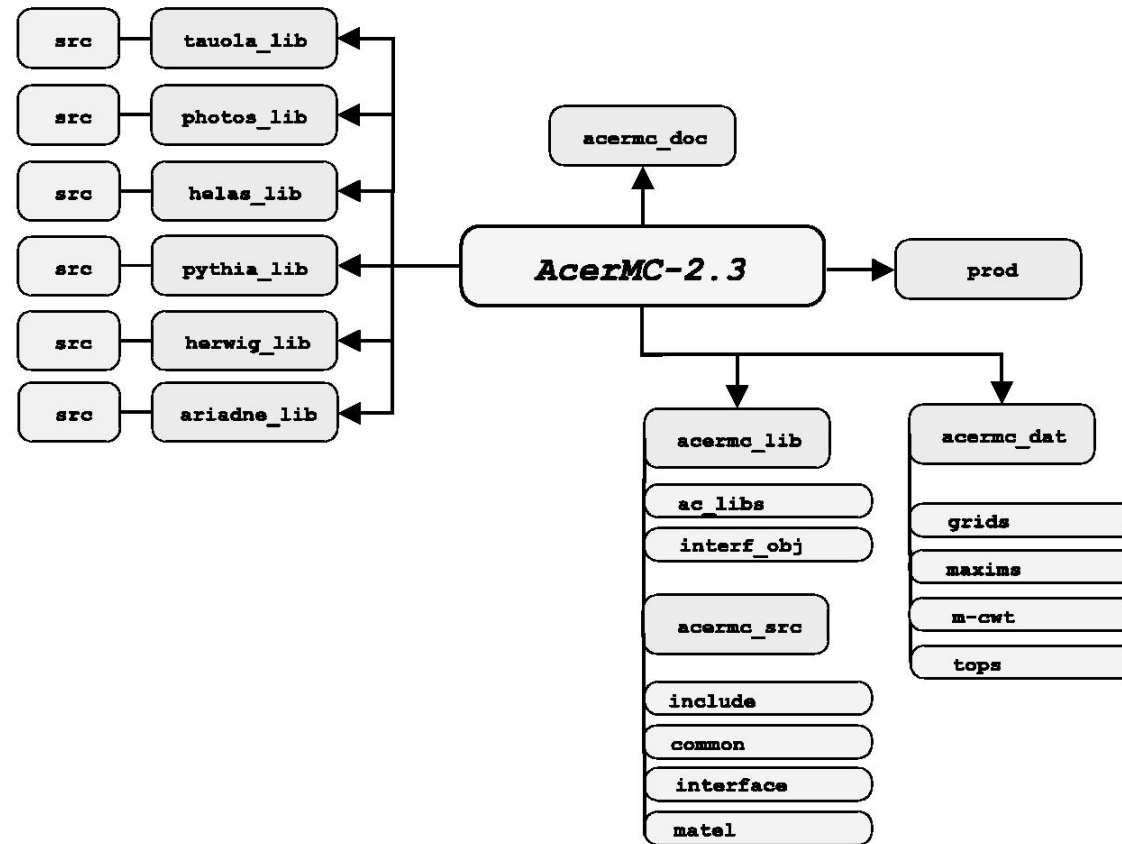 src tauola_lib
src photos_lib
acermc_doc
src helas_lib
src pythia_lib
AcerMC-2.3
prod
src herwig_lib
src ariadne_lib
acermc_lib
ac_libs
interf_obj
acermc_src
include
common
interface
matel
acermc_dat
grids
maxims
m-cwt
tops